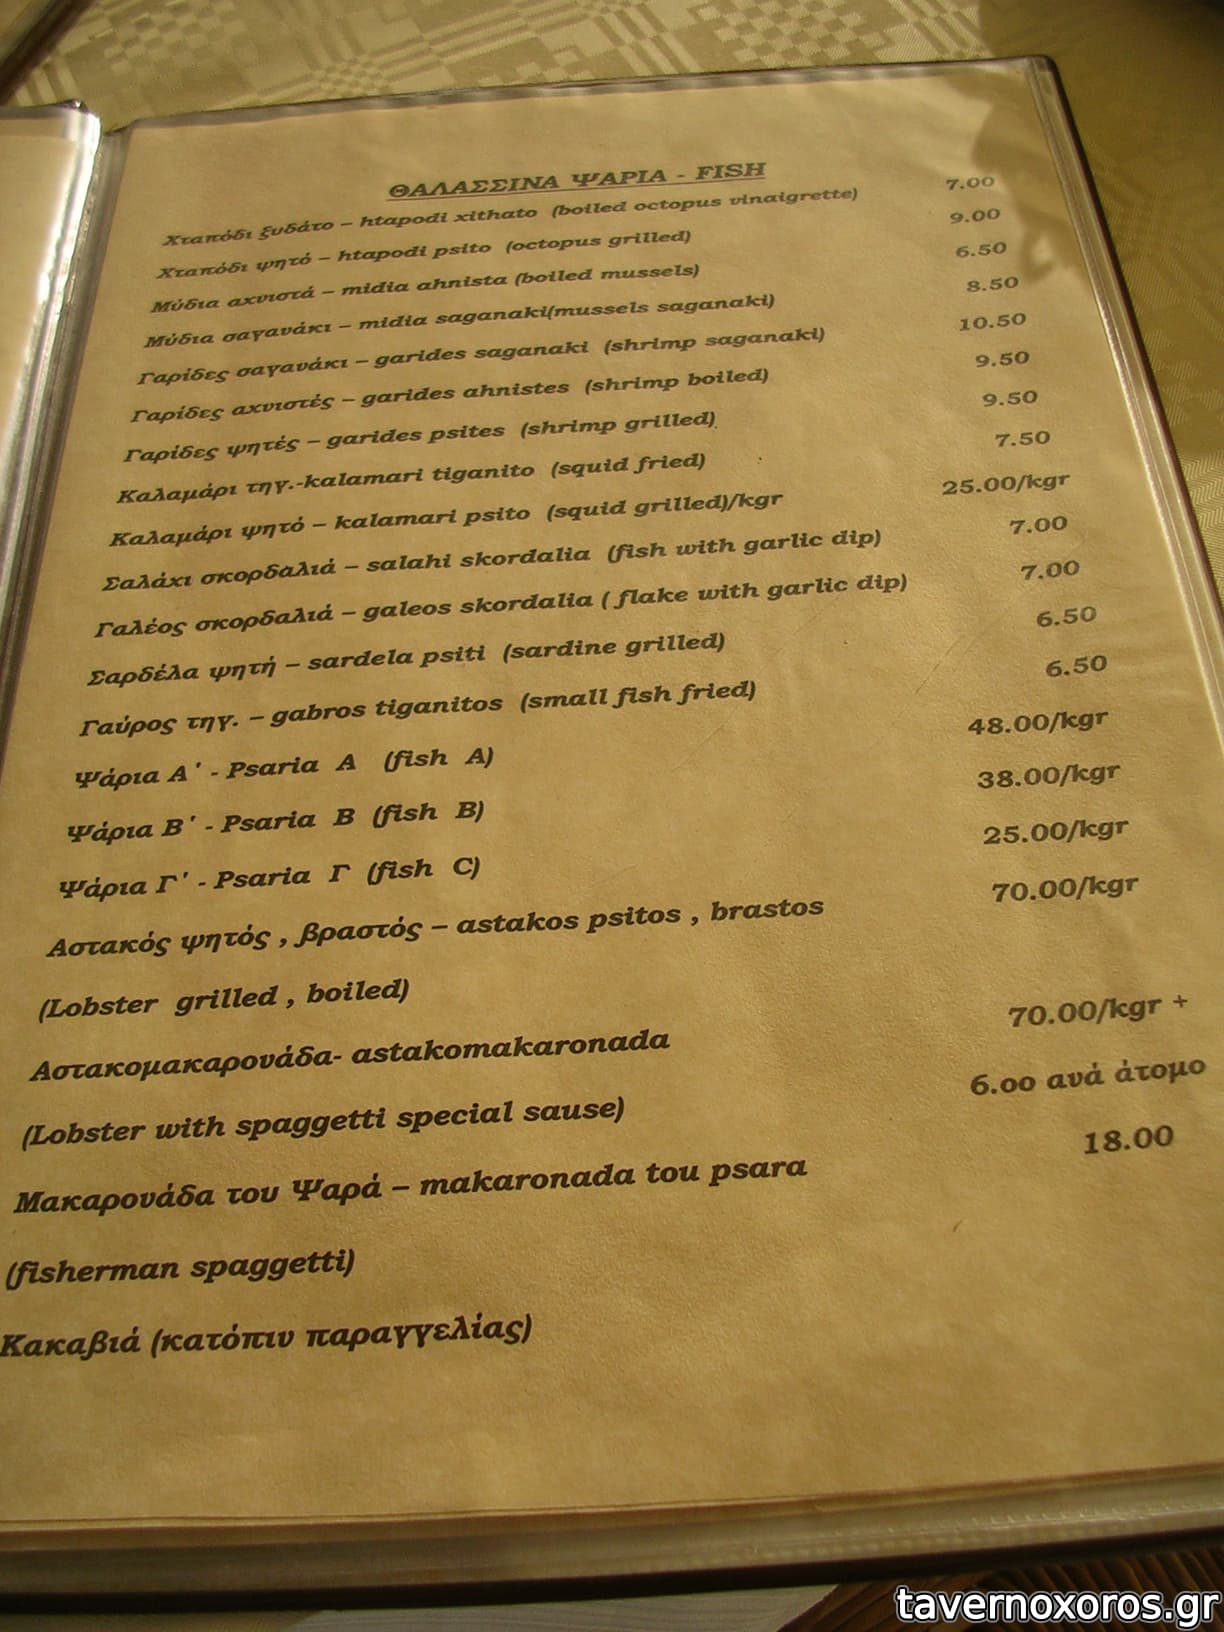 ΘΑΛΑΣΣΙΝΑ ΨΑΡΙΑ - FISH
Χταπόδι ξυδάτο – htapodi xithato (boiled octopus vinaigrette) 7.00
Χταπόδι ψητό – htapodi psito (octopus grilled) 9.00
Μύδια αχνιστά – midia ahnista (boiled mussels) 6.50
Μύδια σαγανάκι – midia saganaki(mussels saganaki) 8.50
Γαρίδες σαγανάκι – garides saganaki (shrimp saganaki) 10.50
Γαρίδες αχνιστές – garides ahnistes (shrimp boiled) 9.50
Γαρίδες ψητές – garides psites (shrimp grilled) 9.50
Καλαμάρι τηγ.-kalamari tiganito (squid fried) 7.50
Καλαμάρι ψητό – kalamari psito (squid grilled)/kgr 25.00/kgr
Σαλάχι σκορδαλιά – salahi skordalia (fish with garlic dip) 7.00
Γαλέος σκορδαλιά – galeos skordalia ( flake with garlic dip) 7.00
Σαρδέλα ψητή – sardela psiti (sardine grilled) 6.50
Γαύρος τηγ. – gabros tiganitos (small fish fried) 6.50
Ψάρια Α΄ - Psaria A (fish A) 48.00/kgr
Ψάρια Β΄ - Psaria B (fish B) 38.00/kgr
Ψάρια Γ΄ - Psaria Γ (fish C) 25.00/kgr
Αστακός ψητός , βραστός – astakos psitos , brastos 70.00/kgr
(Lobster grilled , boiled)
Αστακομακαρονάδα- astakomakaronada 70.00/kgr +
(Lobster with spaggetti special sause) 6.οο ανά άτομο
Μακαρονάδα του Ψαρά – makaronada tou psara 18.00
(fisherman spaggetti)
Κακαβιά (κατόπιν παραγγελίας)
tavernoxoros.gr